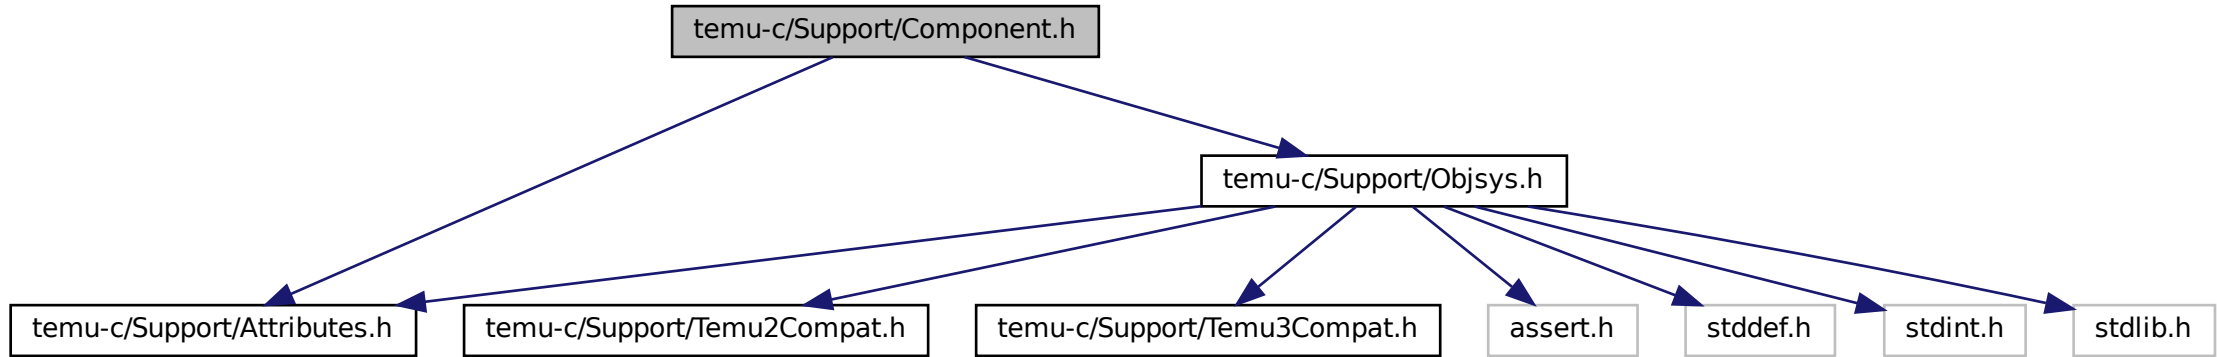 temu-c/Support/Component.h
temu-c/Support/Objsys.h
temu-c/Support/Attributes.h
temu-c/Support/Temu2Compat.h
temu-c/Support/Temu3Compat.h
assert.h
stddef.h
stdint.h
stdlib.h